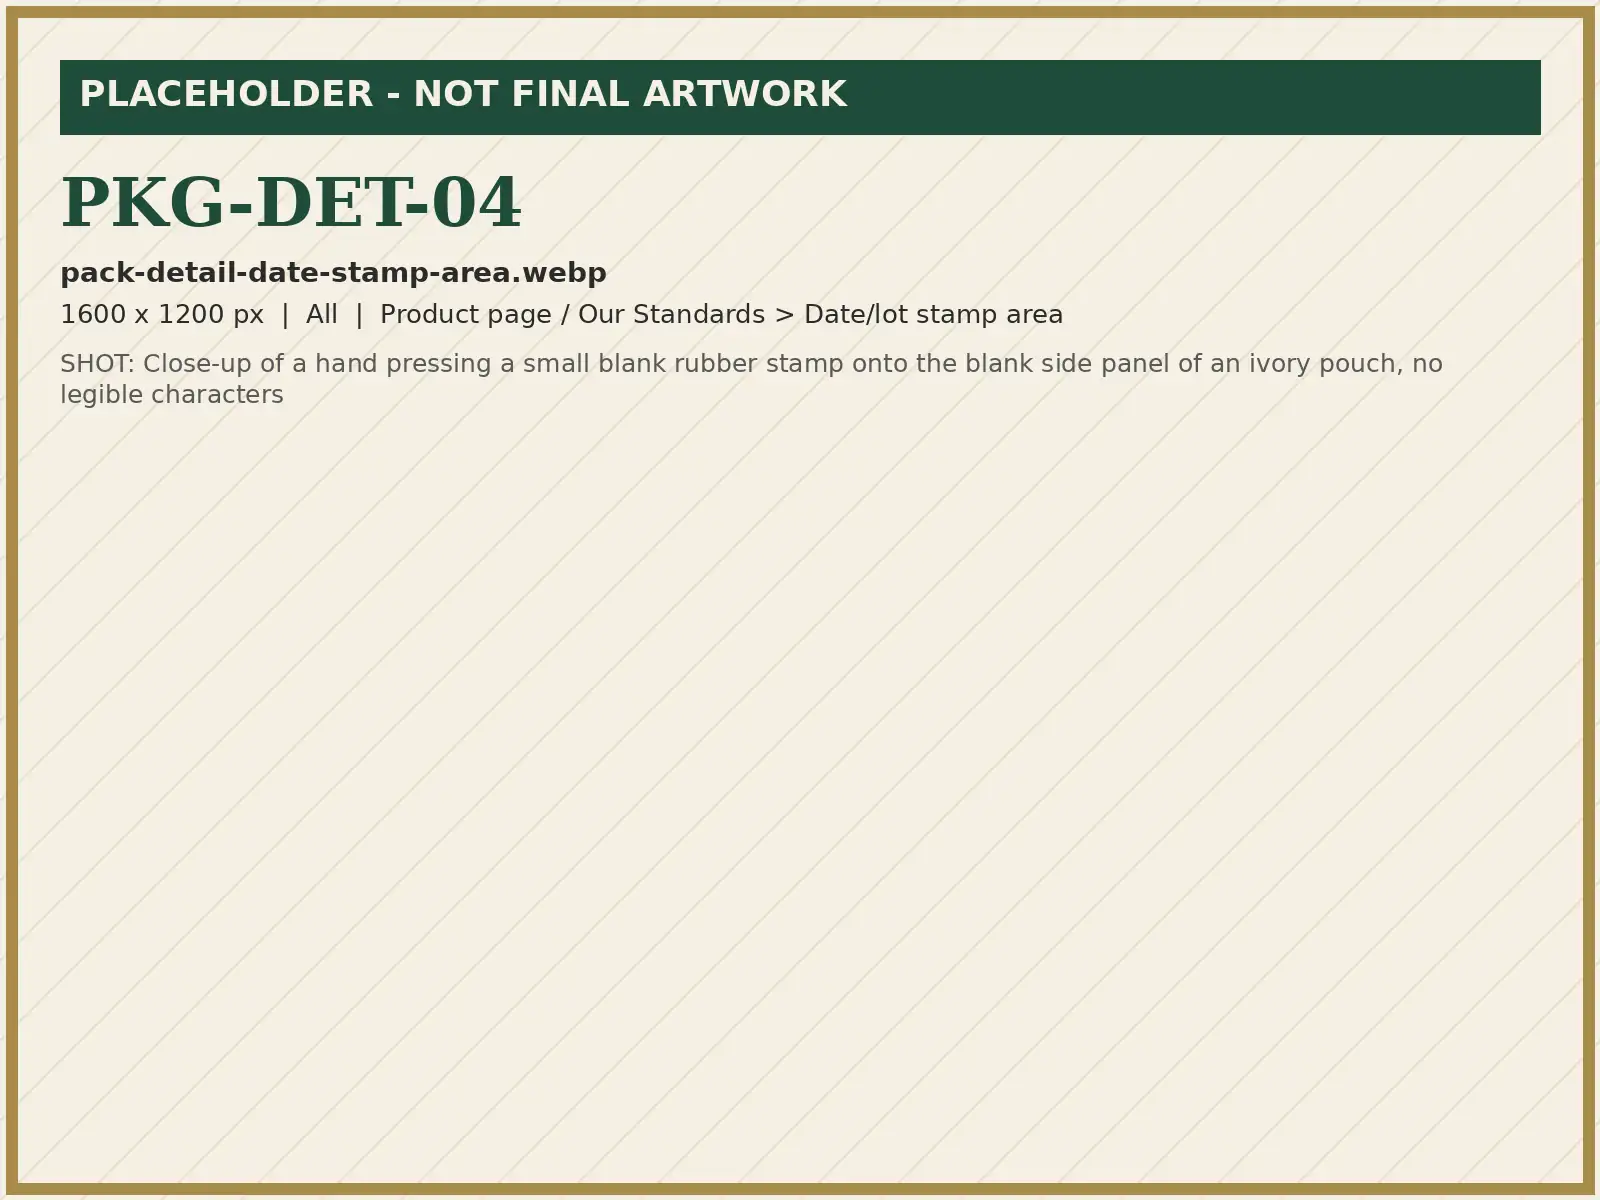 PLACEHOLDER - NOT FINAL ARTWORK
PKG-DET-04
pack-detail-date-stamp-area.webp
1600 x 1200 px | All | Product page / Our Standards > Date/lot stamp area
SHOT: Close-up of a hand pressing a small blank rubber stamp onto the blank side panel of an ivory pouch, no
legible characters